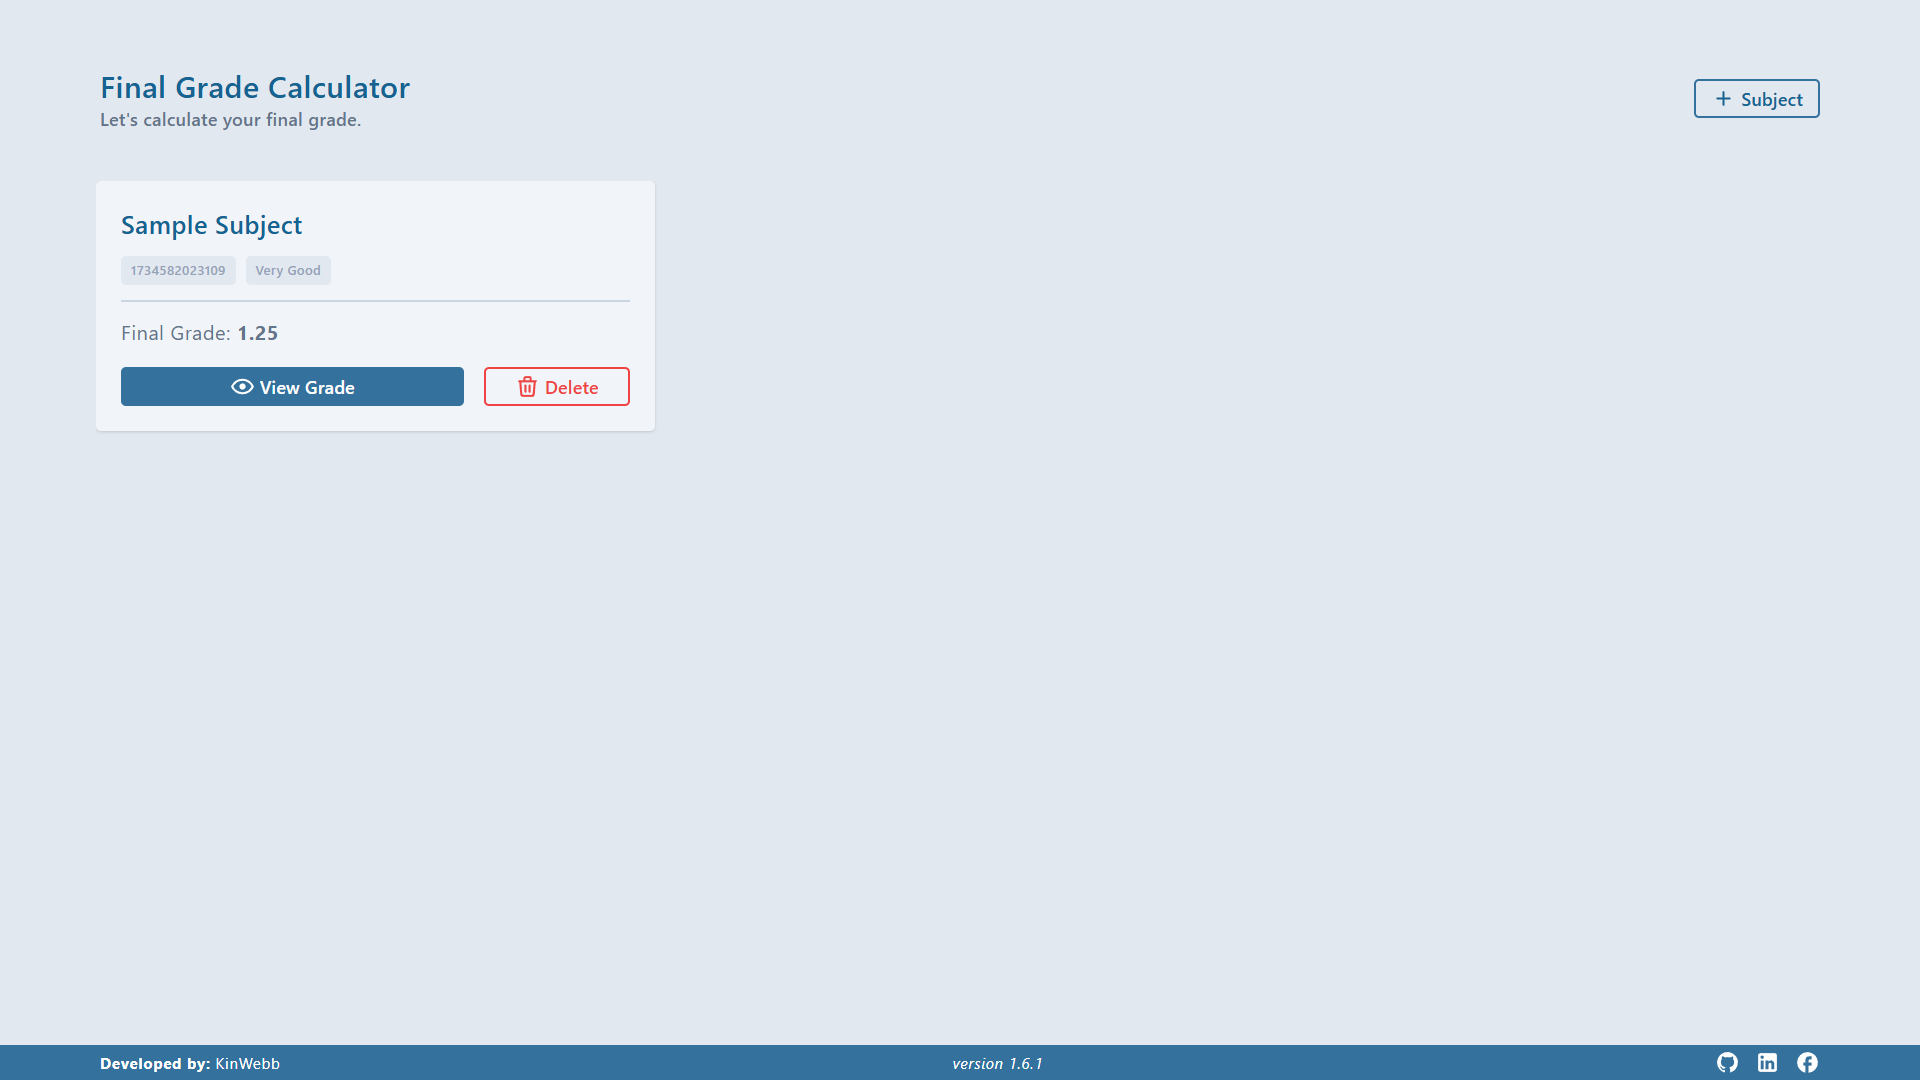 Final Grade Calculator
Let's calculate your final grade.
Subject
Sample Subject
1734582023109 Very Good
Final Grade: 1.25
View Grade Delete
Developed by: KinWebb version 1.6.1